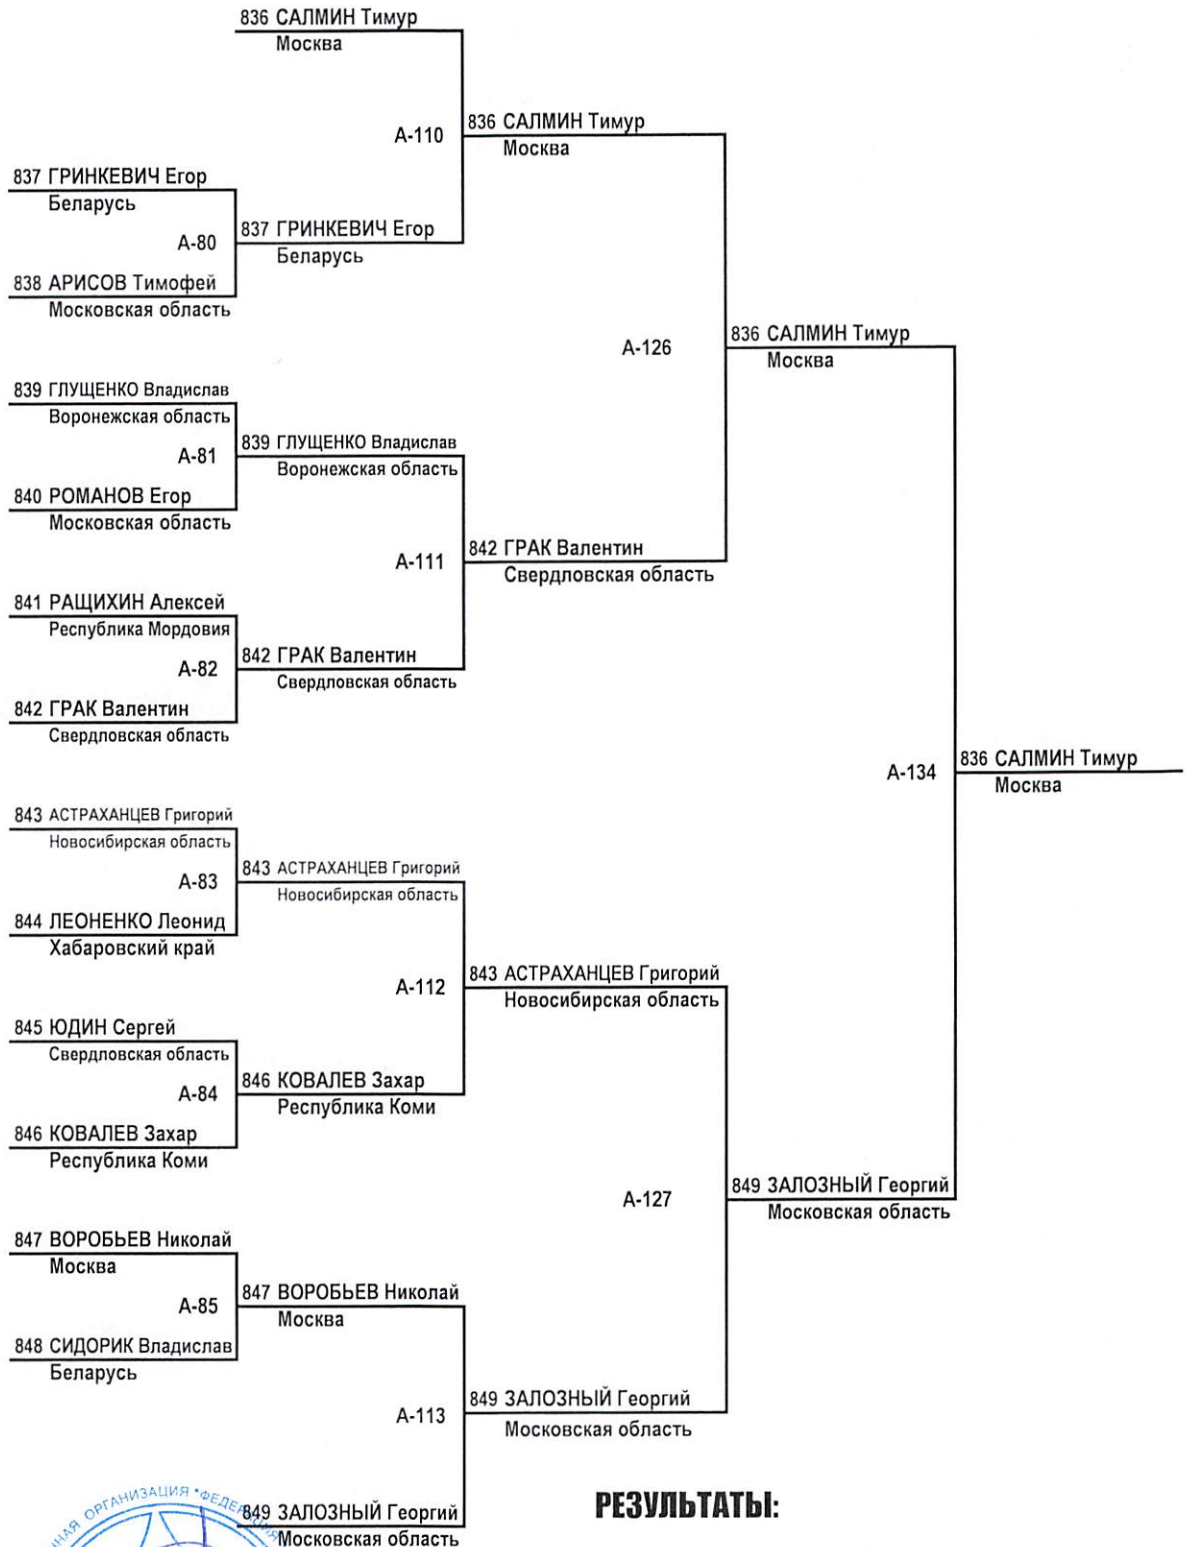 836 САЛМИН Тимур
Москва
А-110
836 САЛМИН Тимур
Москва
837 ГРИНКЕВИЧ Егор
Беларусь
А-80
837 ГРИНКЕВИЧ Егор
Беларусь
838 АРИСОВ Тимофей
Московская область
А-126
836 САЛМИН Тимур
Москва
839 ГЛУЩЕНКО Владислав
Воронежская область
А-81
839 ГЛУЩЕНКО Владислав
Воронежская область
840 РОМАНОВ Егор
Московская область
А-111
842 ГРАК Валентин
Свердловская область
841 РАЩИХИН Алексей
Республика Мордовия
А-82
842 ГРАК Валентин
Свердловская область
842 ГРАК Валентин
Свердловская область
А-134
836 САЛМИН Тимур
Москва
843 АСТРАХАНЦЕВ Григорий
Новосибирская область
А-83
843 АСТРАХАНЦЕВ Григорий
Новосибирская область
844 ЛЕОНЕНКО Леонид
Хабаровский край
А-112
843 АСТРАХАНЦЕВ Григорий
Новосибирская область
845 ЮДИН Сергей
Свердловская область
А-84
846 КОВАЛЕВ Захар
Республика Коми
846 КОВАЛЕВ Захар
Республика Коми
А-127
849 ЗАЛОЗНЫЙ Георгий
Московская область
847 ВОРОБЬЕВ Николай
Москва
А-85
847 ВОРОБЬЕВ Николай
Москва
848 СИДОРИК Владислав
Беларусь
А-113
849 ЗАЛОЗНЫЙ Георгий
Московская область
849 ЗАЛОЗНЫЙ Георгий
Московская область
РЕЗУЛЬТАТЫ:
ОРГАНИЗАЦИЯ